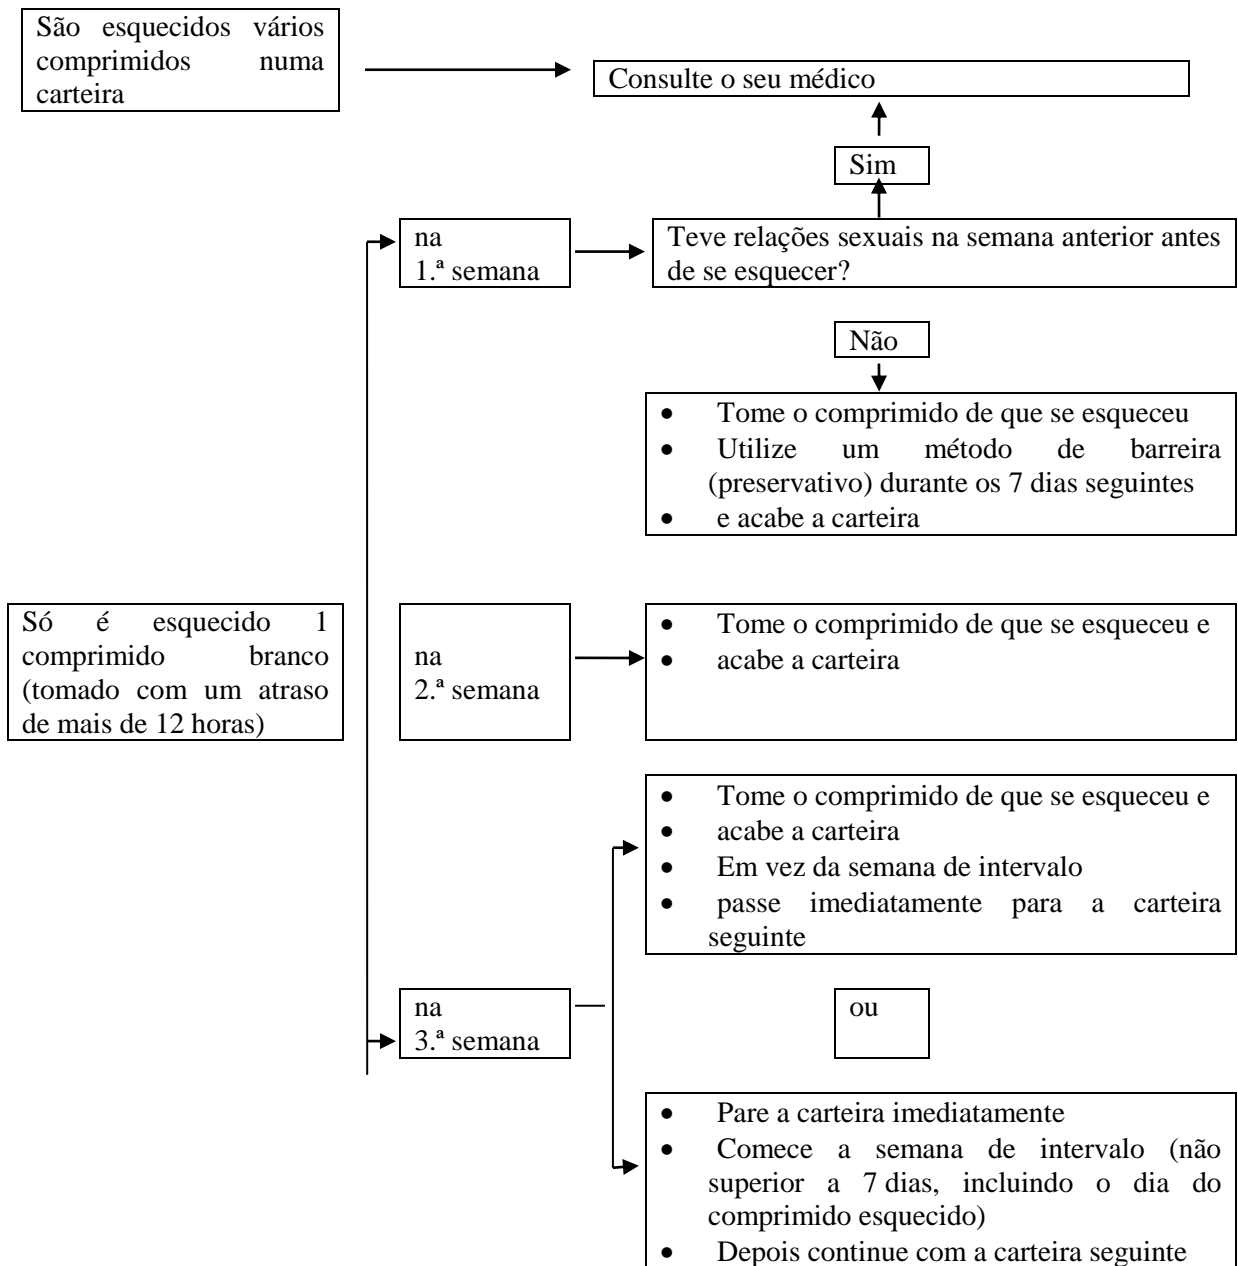 São esquecidos vários
comprimidos numa
carteira
Consulte o seu médico
Sim
na
1.ª semana
Teve relações sexuais na semana anterior antes
de se esquecer?
Não
• Tome o comprimido de que se esqueceu
• Utilize um método de barreira
(preservativo) durante os 7 dias seguintes
• e acabe a carteira
Só é esquecido 1
comprimido branco
(tomado com um atraso
de mais de 12 horas)
na
2.ª semana
• Tome o comprimido de que se esqueceu e
• acabe a carteira
• Tome o comprimido de que se esqueceu e
• acabe a carteira
• Em vez da semana de intervalo
• passe imediatamente para a carteira
seguinte
na
3.ª semana
ou
• Pare a carteira imediatamente
• Comece a semana de intervalo (não
superior a 7 dias, incluindo o dia do
comprimido esquecido)
• Depois continue com a carteira seguinte